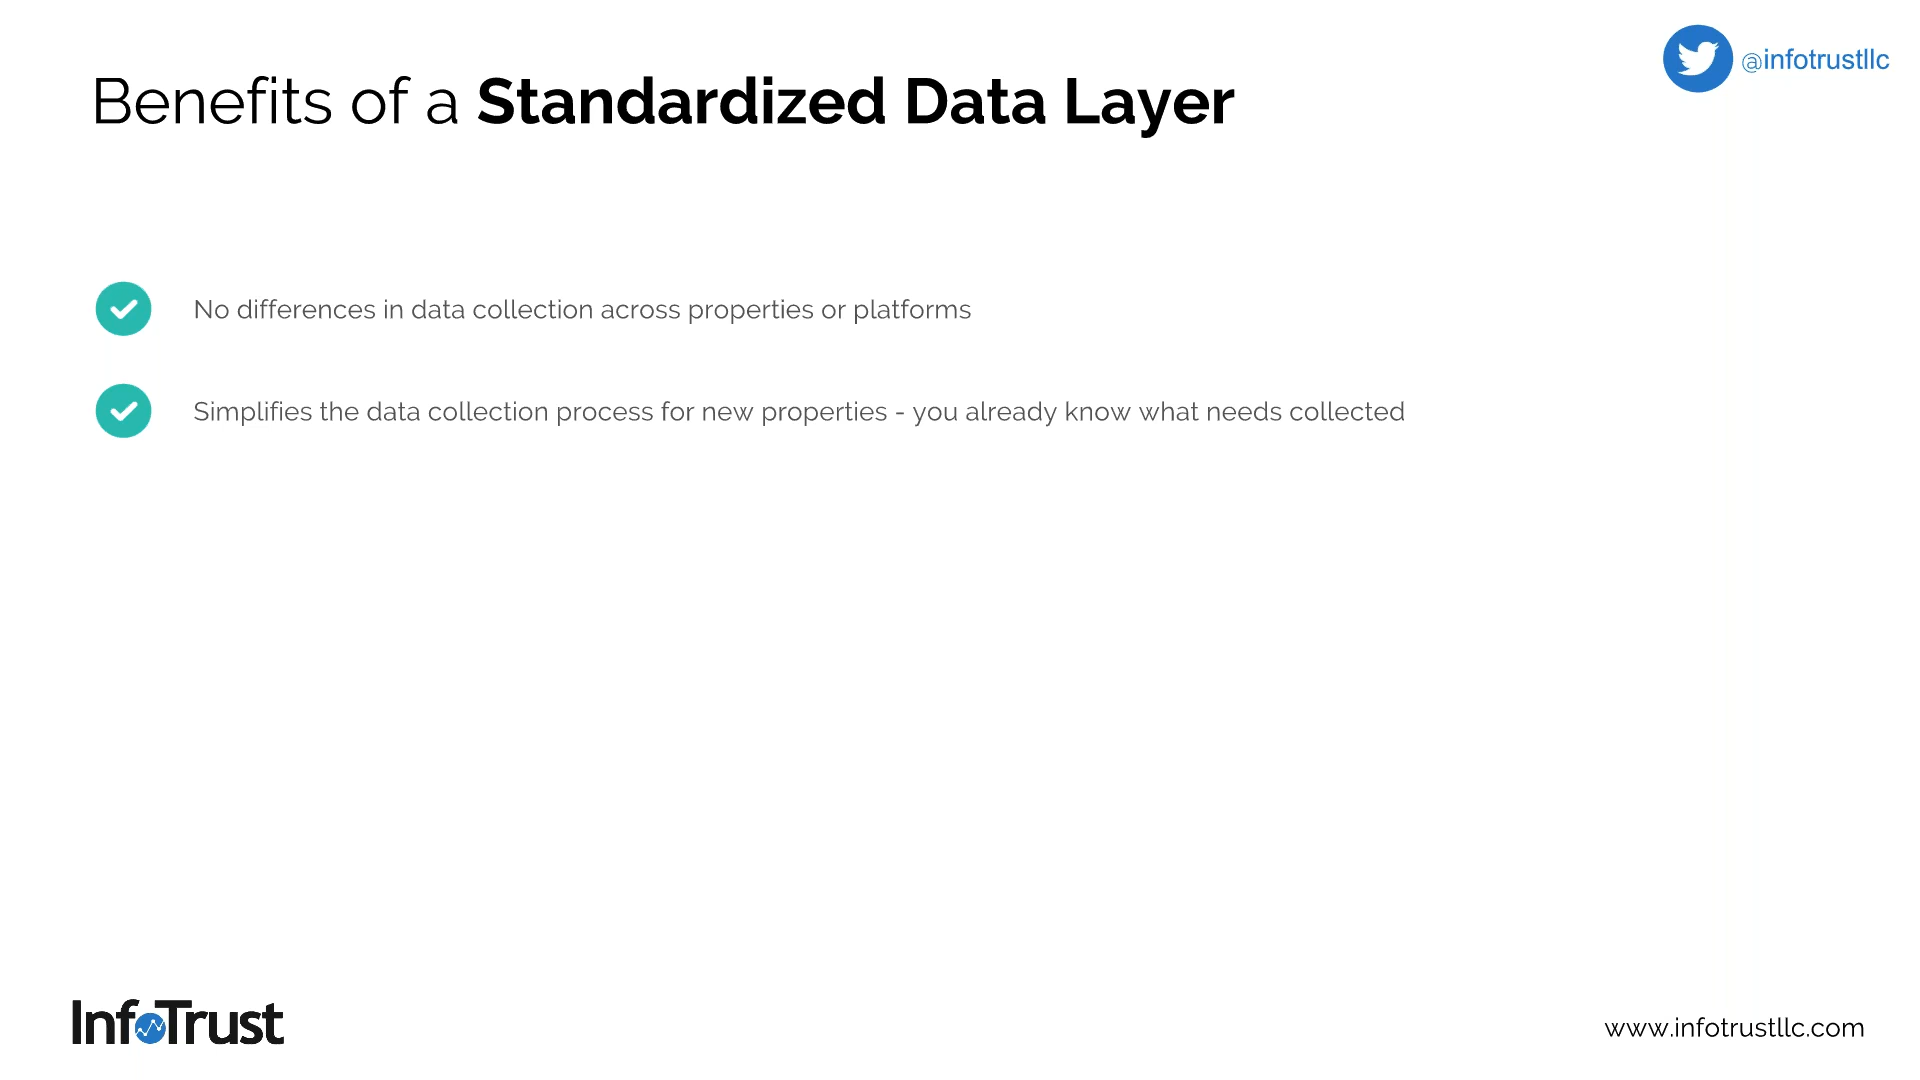 @infotrustllc
Benefits of a Standardized Data Layer
No differences in data collection across properties or platforms
Simplifies the data collection process for new properties - you already know what needs collected
InfoTrust
www.infotrustllc.com